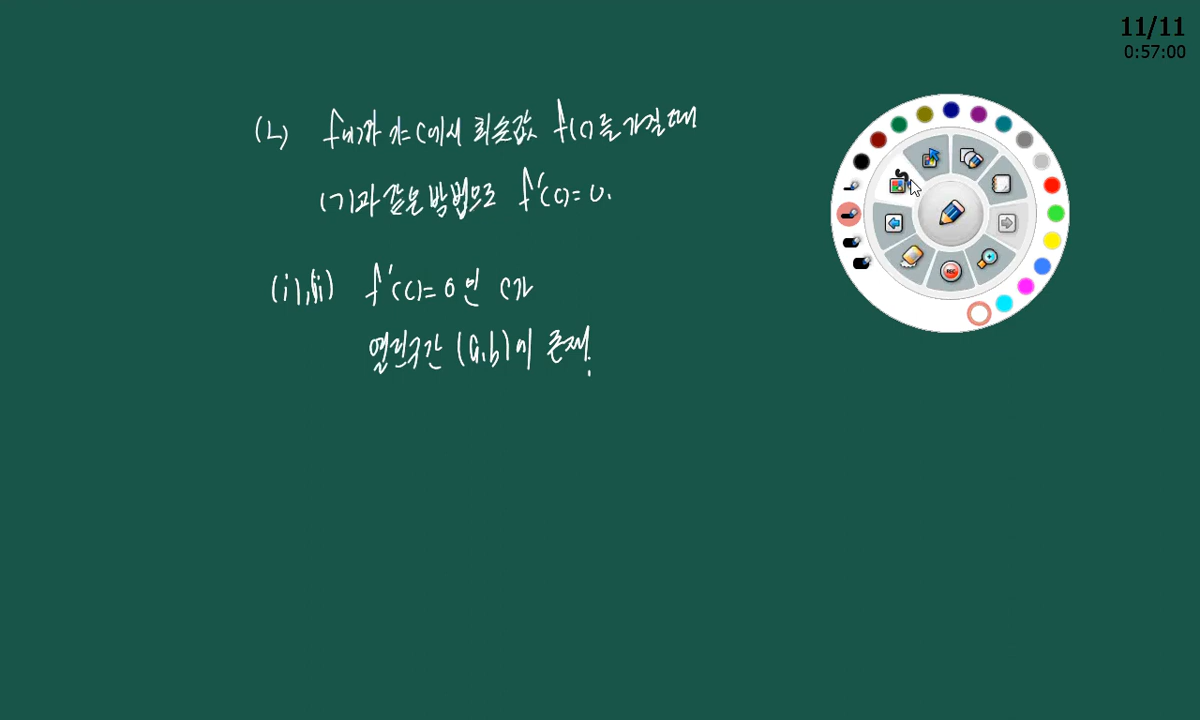 11/11
0:57:00
(ㄴ) f(x)가 x=c에서 최솟값 f(c)를 가질때
(ㄱ)과 같은 방법으로 f'(c)=0.
(i),(ii) f'(c)=0인 c가
열린구간 (a,b)에 존재.
REC